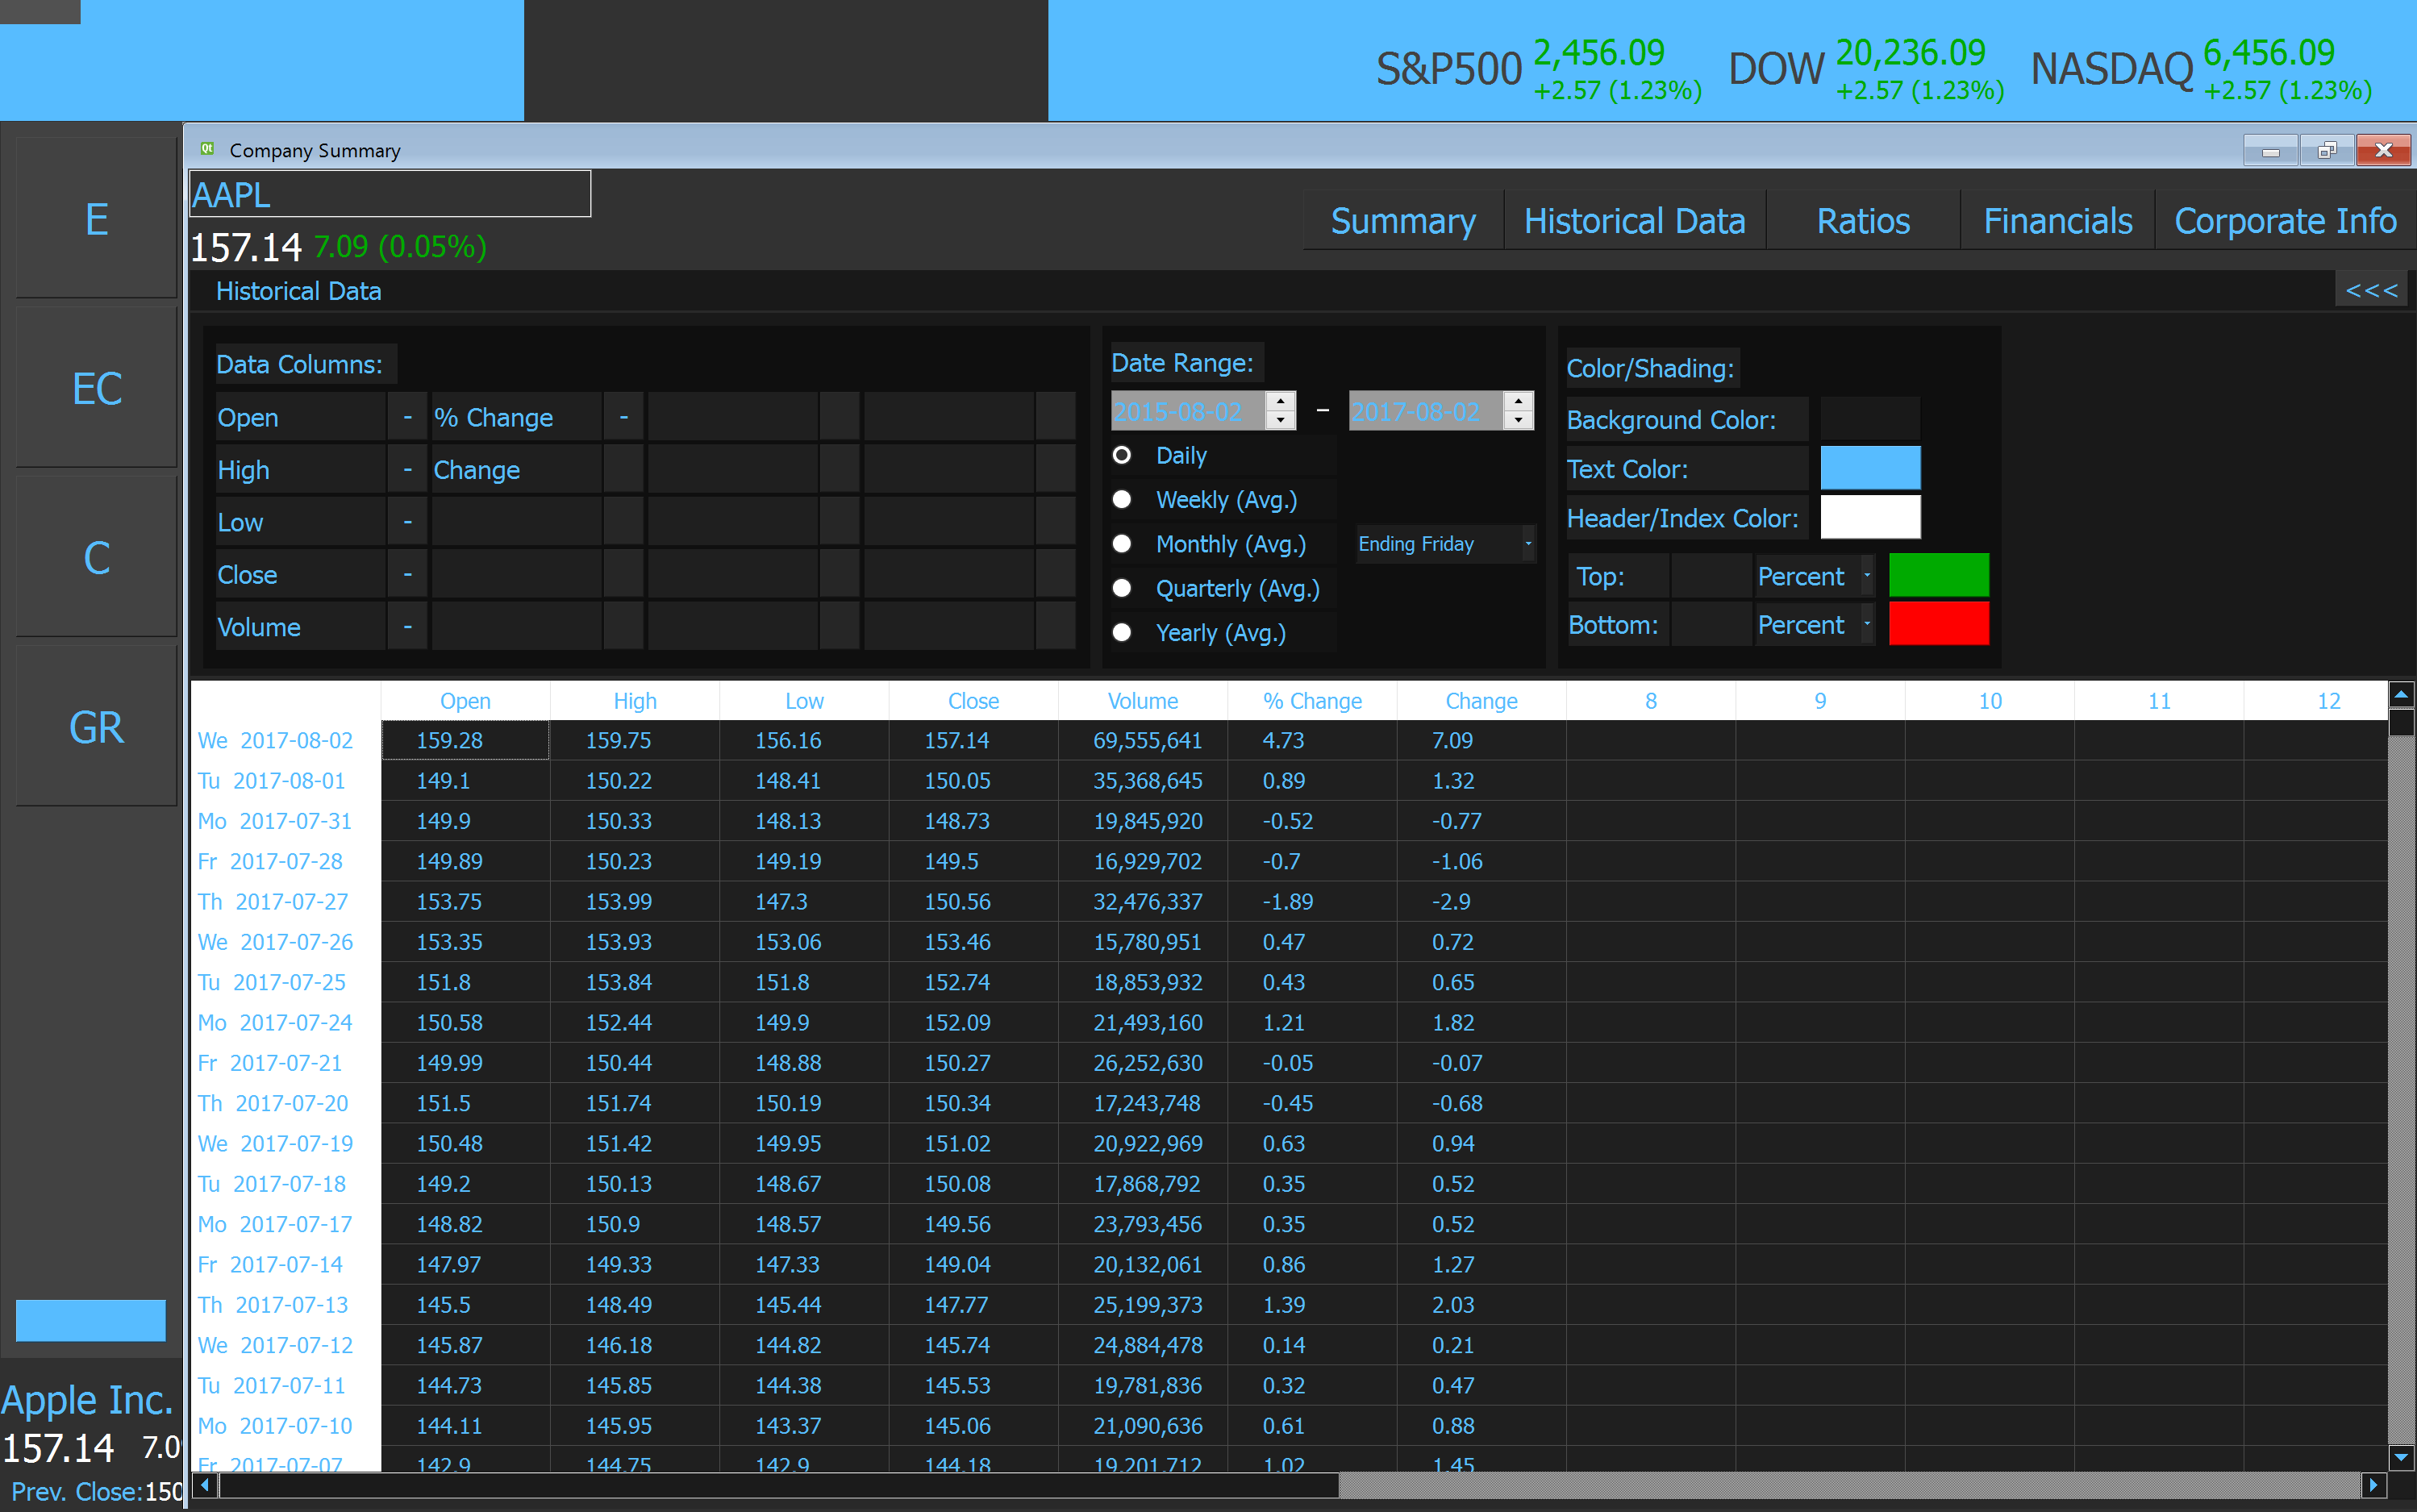 S&P500 2,456.09 DOW 20,236.09 NASDAQ 6,456.09
+2.57 (1.23%) +2.57 (1.23%) +2.57 (1.23%)
Qt Company Summary
E
EC
C
GR
AAPL
157.14 7.09 (0.05%)
Summary Historical Data Ratios Financials Corporate Info
Historical Data <<<
Data Columns:
Open - % Change -
High - Change
Low -
Close -
Volume -
Date Range:
2015-08-02 – 2017-08-02
Daily
Weekly (Avg.)
Monthly (Avg.) Ending Friday
Quarterly (Avg.)
Yearly (Avg.)
Color/Shading:
Background Color:
Text Color:
Header/Index Color:
Top: Percent
Bottom: Percent
Open High Low Close Volume % Change Change 8 9 10 11 12
We 2017-08-02 159.28 159.75 156.16 157.14 69,555,641 4.73 7.09
Tu 2017-08-01 149.1 150.22 148.41 150.05 35,368,645 0.89 1.32
Mo 2017-07-31 149.9 150.33 148.13 148.73 19,845,920 -0.52 -0.77
Fr 2017-07-28 149.89 150.23 149.19 149.5 16,929,702 -0.7 -1.06
Th 2017-07-27 153.75 153.99 147.3 150.56 32,476,337 -1.89 -2.9
We 2017-07-26 153.35 153.93 153.06 153.46 15,780,951 0.47 0.72
Tu 2017-07-25 151.8 153.84 151.8 152.74 18,853,932 0.43 0.65
Mo 2017-07-24 150.58 152.44 149.9 152.09 21,493,160 1.21 1.82
Fr 2017-07-21 149.99 150.44 148.88 150.27 26,252,630 -0.05 -0.07
Th 2017-07-20 151.5 151.74 150.19 150.34 17,243,748 -0.45 -0.68
We 2017-07-19 150.48 151.42 149.95 151.02 20,922,969 0.63 0.94
Tu 2017-07-18 149.2 150.13 148.67 150.08 17,868,792 0.35 0.52
Mo 2017-07-17 148.82 150.9 148.57 149.56 23,793,456 0.35 0.52
Fr 2017-07-14 147.97 149.33 147.33 149.04 20,132,061 0.86 1.27
Th 2017-07-13 145.5 148.49 145.44 147.77 25,199,373 1.39 2.03
We 2017-07-12 145.87 146.18 144.82 145.74 24,884,478 0.14 0.21
Tu 2017-07-11 144.73 145.85 144.38 145.53 19,781,836 0.32 0.47
Mo 2017-07-10 144.11 145.95 143.37 145.06 21,090,636 0.61 0.88
Fr 2017-07-07 142.9 144.75 142.9 144.18 19,201,712 1.02 1.45
Apple Inc.
157.14 7.0
Prev. Close:150